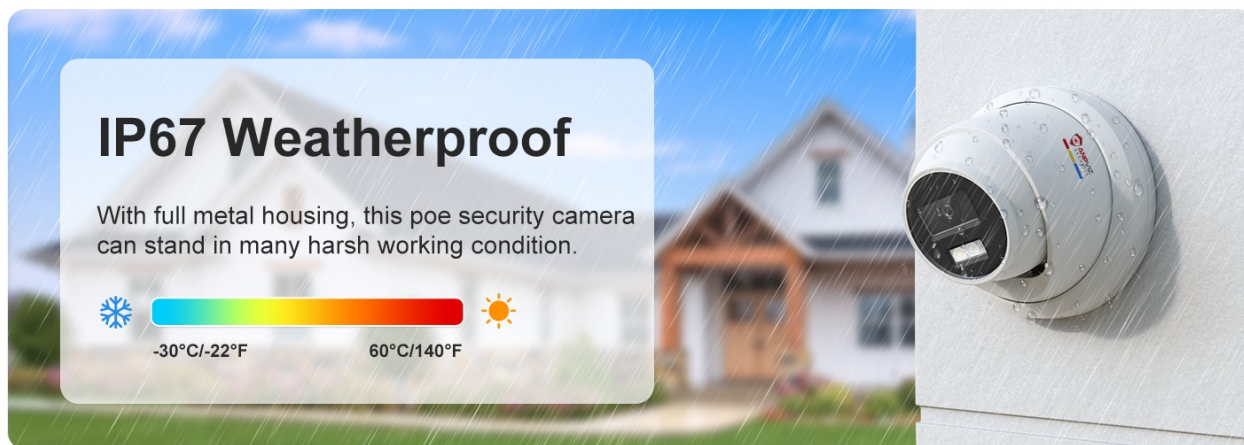 IP67 Weatherproof
With full metal housing, this poe security camera
can stand in many harsh working condition.
-30°C/-22°F
60°C/140°F